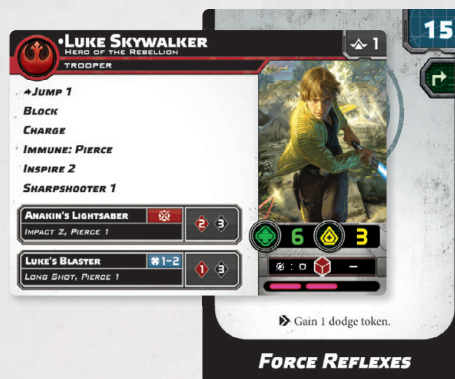 •Luke Skywalker
Hero of the Rebellion
1
Trooper
Jump 1
Block
Charge
Immune: Pierce
Inspire 2
Sharpshooter 1
Anakin's Lightsaber
2 3
Impact 2, Pierce 1
Luke's Blaster
1-2
1 3
Long Shot, Pierce 1
6 3
: –
15
Gain 1 dodge token.
Force Reflexes